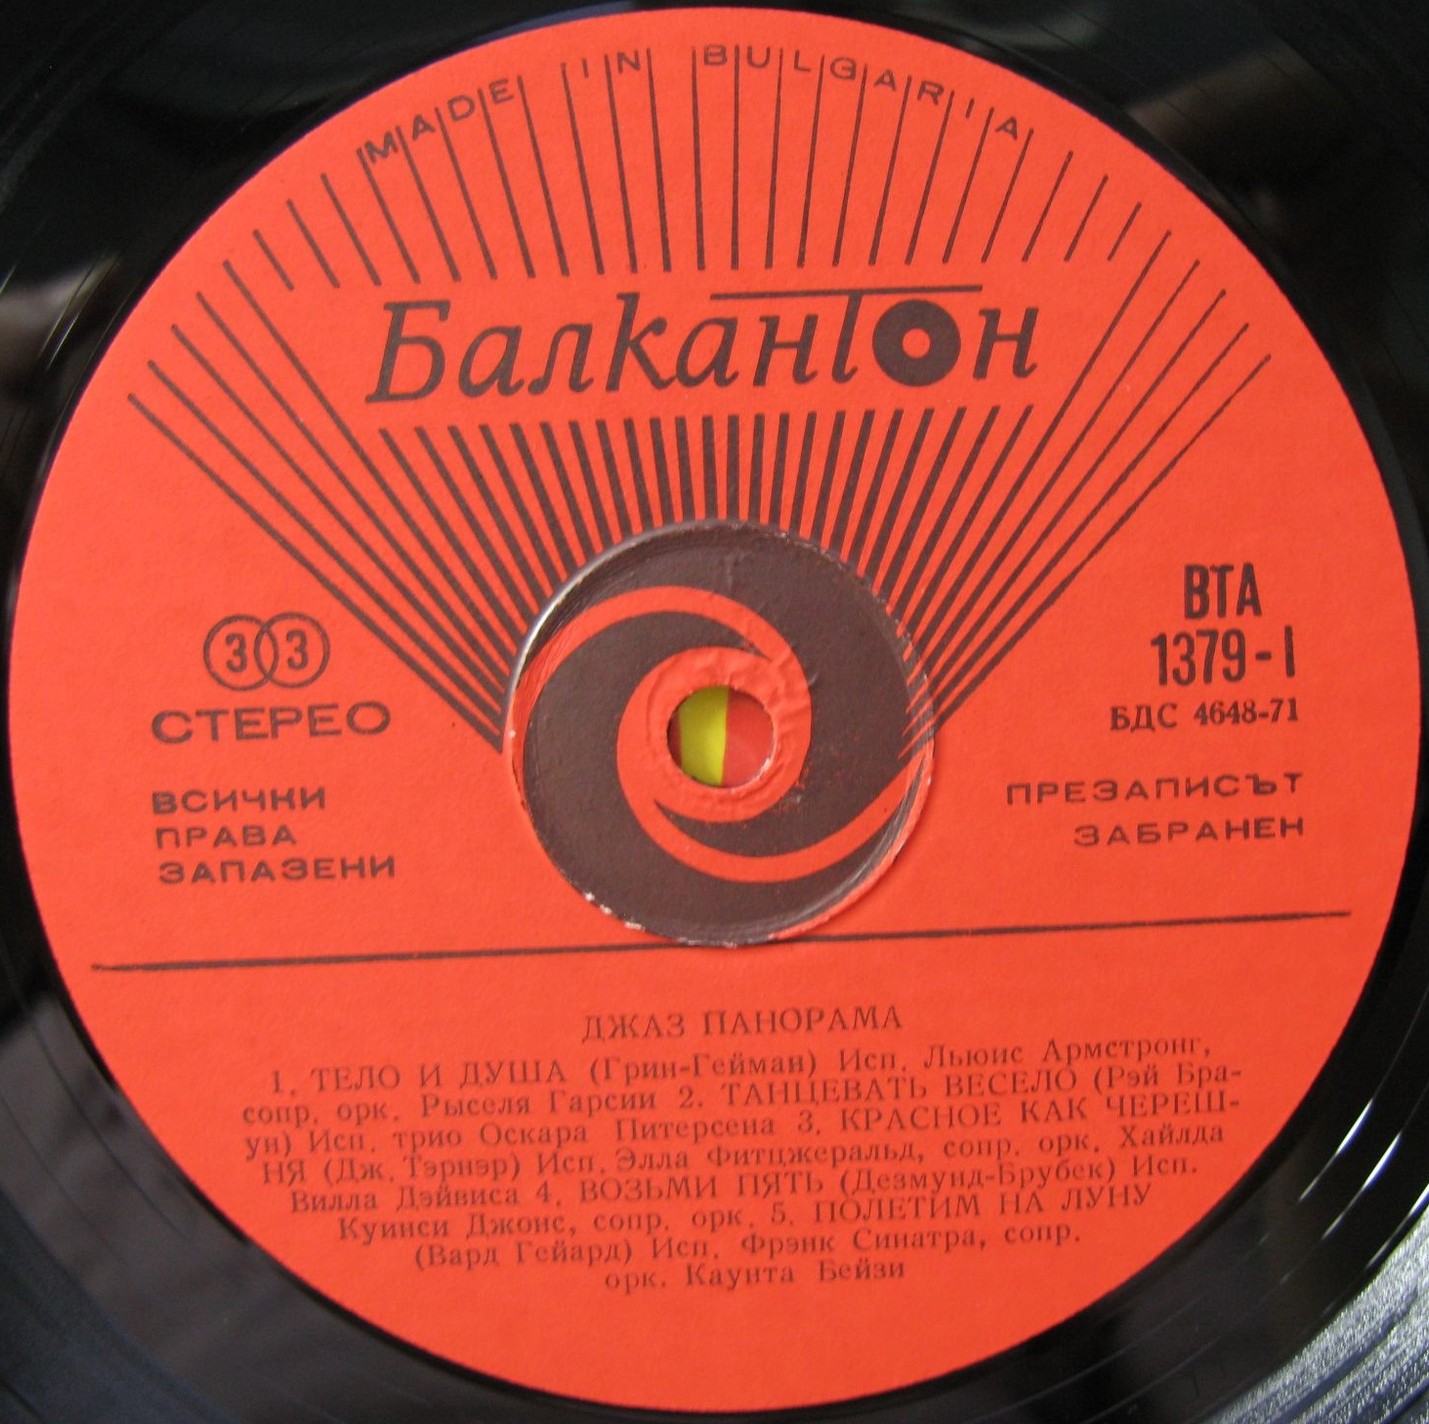 MADE IN BULGARIA
Балкантон
33
СТЕРЕО
ВСИЧКИ
ПРАВА
ЗАПАЗЕНИ
ВТА
1379-I
БДС 4648-71
ПРЕЗАПИСЪТ
ЗАБРАНЕН
ДЖАЗ ПАНОРАМА
1. ТЕЛО И ДУША (Грин-Гейман) Исп. Льюис Армстронг,
сопр. орк. Рыселя Гарсии 2. ТАНЦЕВАТЬ ВЕСЕЛО (Рэй Бра-
ун) Исп. трио Оскара Питерсена 3. КРАСНОЕ КАК ЧЕРЕШ-
НЯ (Дж. Тэрнэр) Исп. Элла Фитцжеральд, сопр. орк. Хайлда
Вилла Дэйвиса 4. ВОЗЬМИ ПЯТЬ (Дезмунд-Брубек) Исп.
Куинси Джонс, сопр. орк. 5. ПОЛЕТИМ НА ЛУНУ
(Вард Гейард) Исп. Фрэнк Синатра, сопр.
орк. Каунта Бейзи